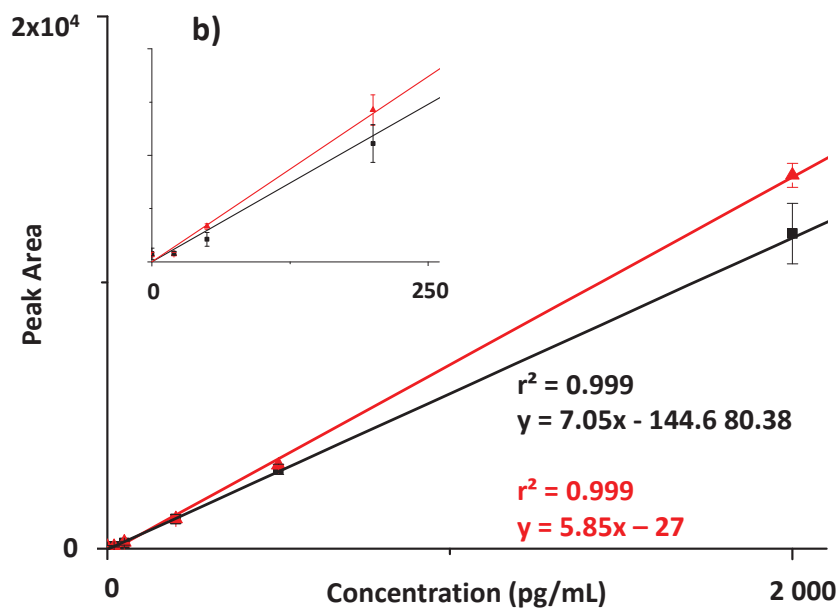 2x10⁴
b)
0
250
Peak Area
r² = 0.999
y = 7.05x - 144.6 80.38
r² = 0.999
y = 5.85x – 27
0
0
Concentration (pg/mL)
2 000